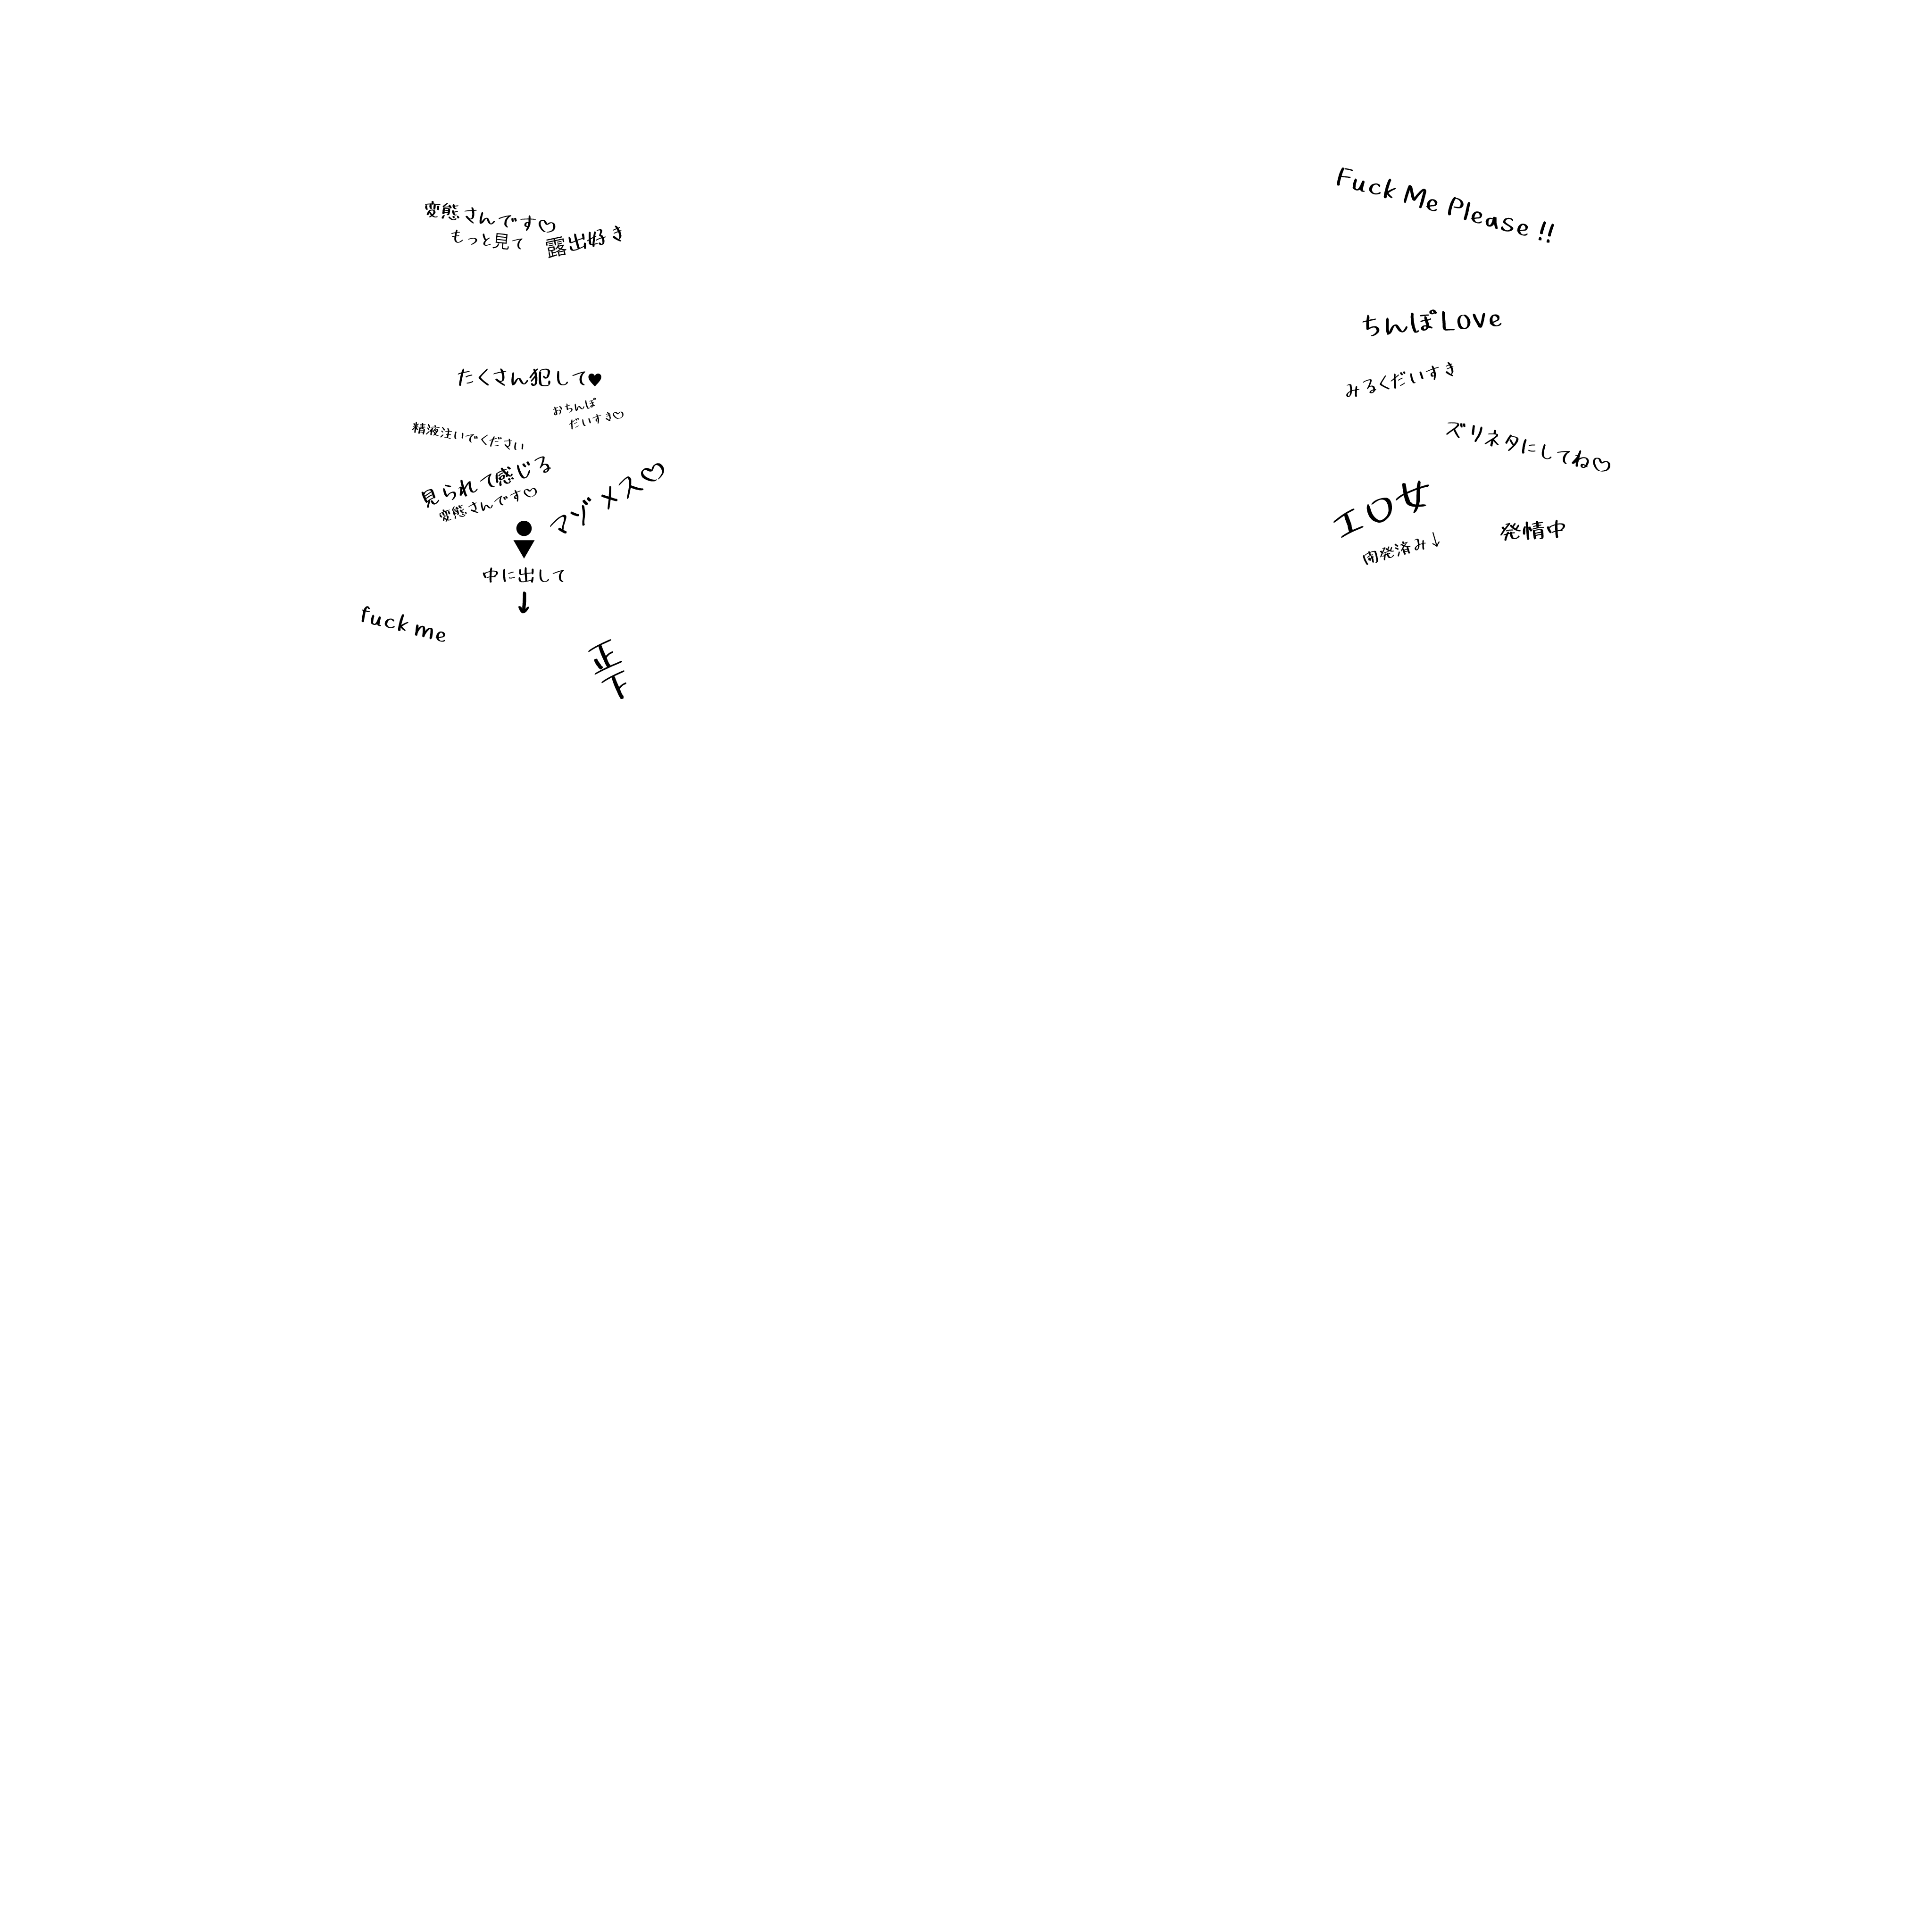 変態さんです♡
もっと見て
露出好き
たくさん犯して♥
おちんぽ
だいすき♡
精液注いでください
見られて感じる
変態さんです♡
マゾメス♡
中に出して
↓
fuck me
正
下
Fuck Me Please !!
ちんぽLove
みるくだいすき
ズリネタにしてね♡
エロ女
開発済み↓
発情中